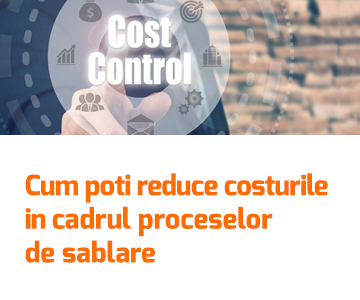 Cost
Control
Cum poti reduce costurile
in cadrul proceselor
de sablare